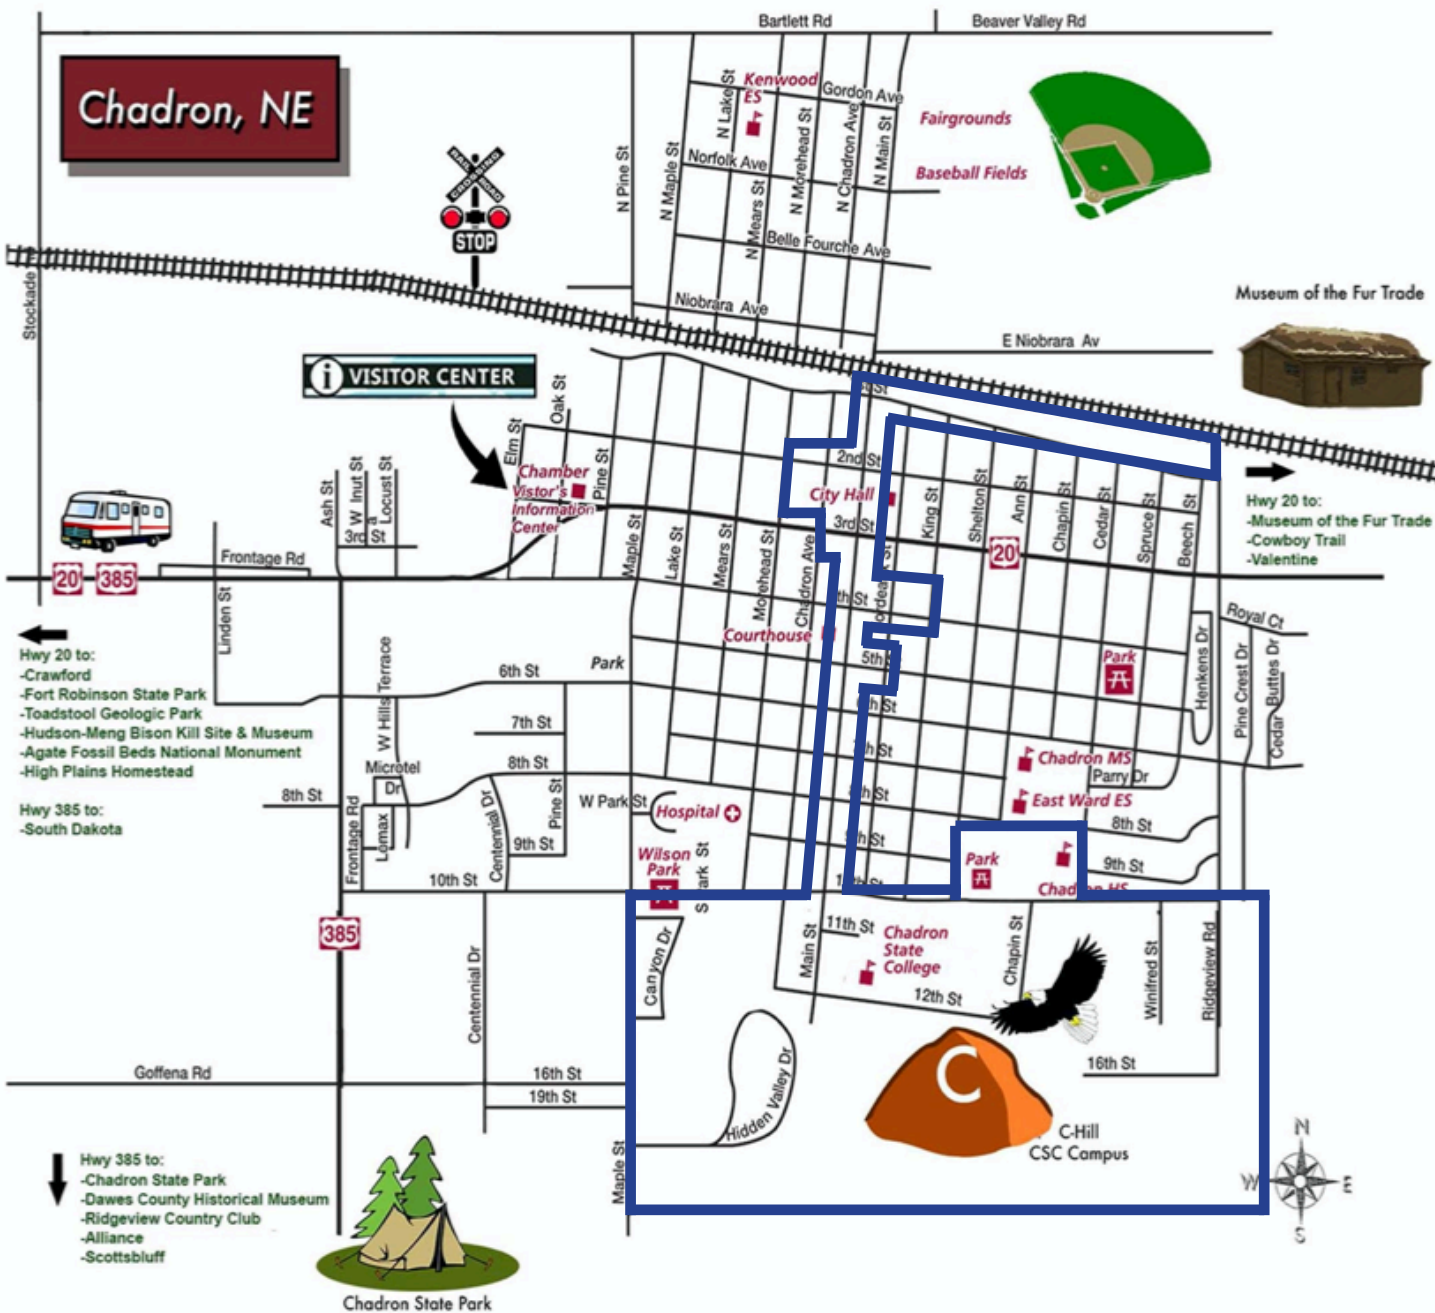 Bartlett Rd
Beaver Valley Rd
Chadron, NE
Kenwood
ES
Gordon Ave
N Lake St
Fairgrounds
Baseball Fields
N Pine St
N Maple St
Norfolk Ave
N Mears St
N Morehead St
N Chadron Ave
N Main St
Belle Fourche Ave
RAILROAD
CROSSING
STOP
Stockade
Niobrara Ave
E Niobrara Av
Museum of the Fur Trade
i VISITOR CENTER
Elm St
Oak St
Pine St
Chamber
Vistor's
Information
Center
2nd St
City Hall
3rd St
King St
Shelton St
Ann St
Chapin St
Cedar St
Spruce St
Beech St
20
Hwy 20 to:
-Museum of the Fur Trade
-Cowboy Trail
-Valentine
Ash St
W
Locust St
3rd St
Frontage Rd
20
385
Linden St
Maple St
Lake St
Mears St
Morehead St
Chadron Ave
Courthouse
th St
5th
th St
th St
th St
th St
Park
Henkens Dr
Royal Ct
Pine Crest Dr
Cedar Buttes Dr
Hwy 20 to:
-Crawford
-Fort Robinson State Park
-Toadstool Geologic Park
-Hudson-Meng Bison Kill Site & Museum
-Agate Fossil Beds National Monument
-High Plains Homestead
Hwy 385 to:
-South Dakota
W Hills Terrace
6th St
Park
7th St
8th St
Microtel
Dr
8th St
Frontage Rd
Lomax
Centennial Dr
Pine St
9th St
10th St
W Park St
Hospital
Wilson
Park
Chadron MS
Parry Dr
East Ward ES
8th St
9th St
Park
Chadron HS
385
Centennial Dr
Canyon Dr
Main St
11th St
Chadron
State
College
12th St
Chapin St
Winifred St
Ridgeview Rd
16th St
C
C-Hill
CSC Campus
Hidden Valley Dr
Goffena Rd
16th St
19th St
Maple St
Hwy 385 to:
-Chadron State Park
-Dawes County Historical Museum
-Ridgeview Country Club
-Alliance
-Scottsbluff
Chadron State Park
N
W
E
S